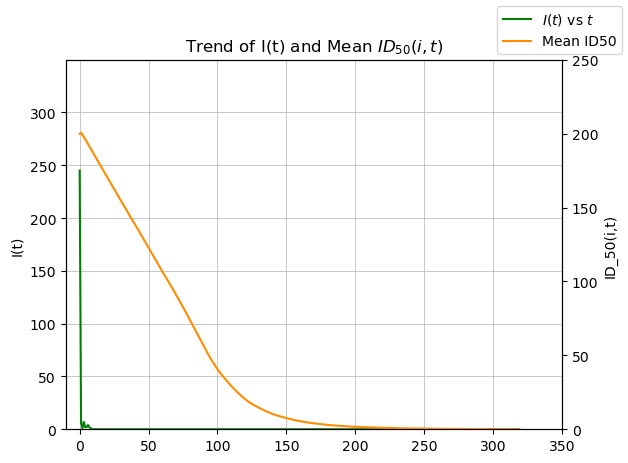 I(t) vs t
Mean ID50
Trend of I(t) and Mean ID₅₀(i, t)
I(t)
300
250
200
150
100
50
0
ID_50(i,t)
250
200
150
100
50
0
0 50 100 150 200 250 300 350